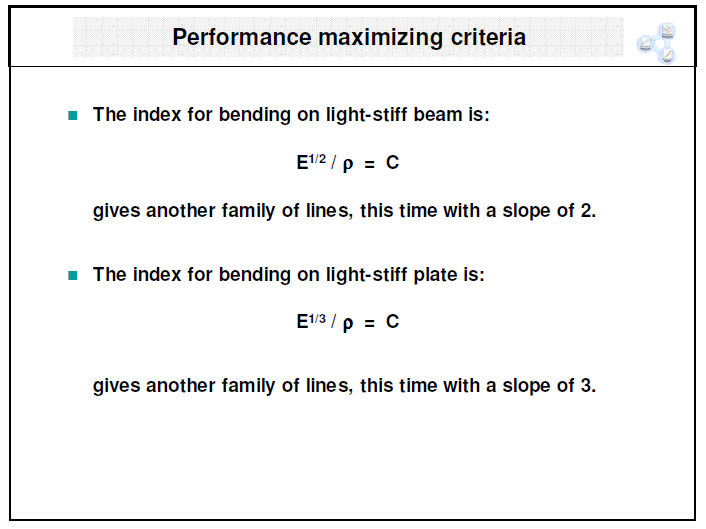 Performance maximizing criteria
The index for bending on light-stiff beam is:
E^1/2 / ρ = C
gives another family of lines, this time with a slope of 2.
The index for bending on light-stiff plate is:
E^1/3 / ρ = C
gives another family of lines, this time with a slope of 3.